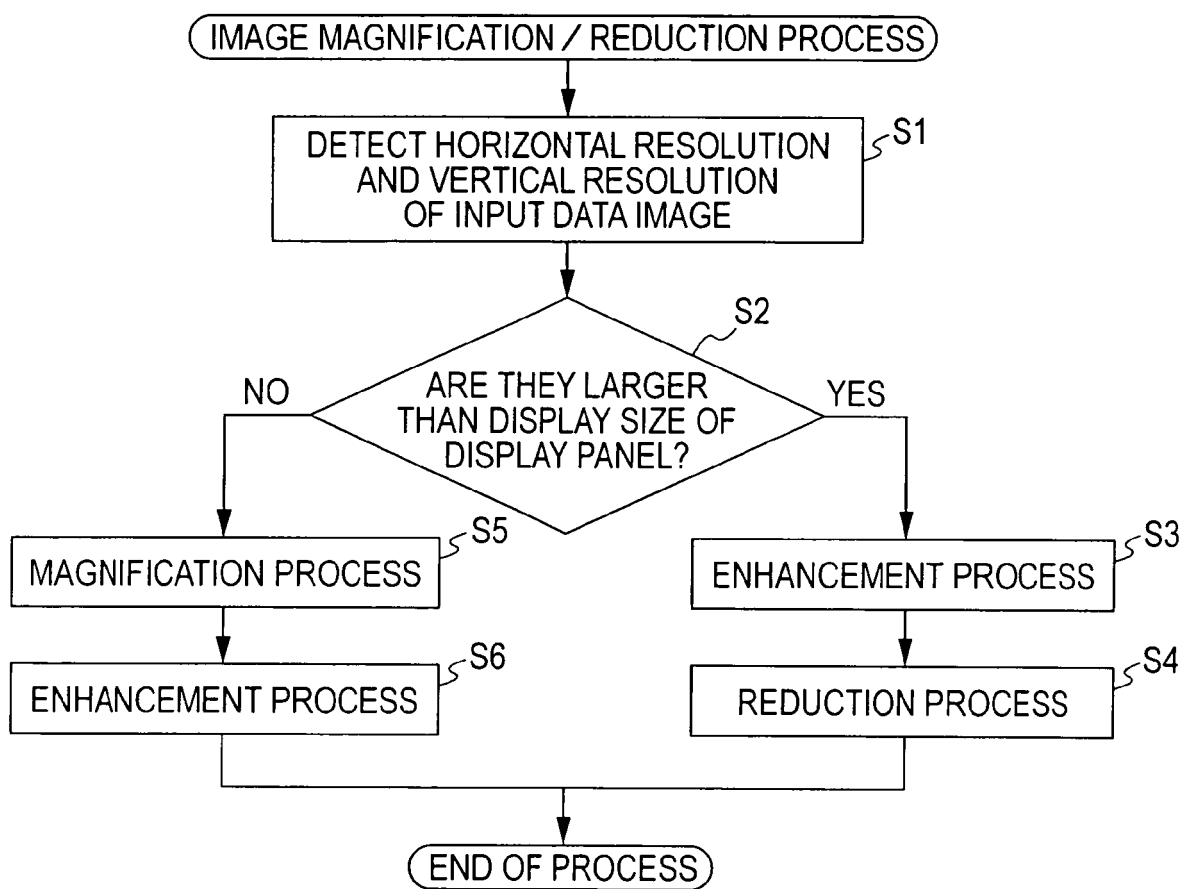 IMAGE MAGNIFICATION / REDUCTION PROCESS
S1
DETECT HORIZONTAL RESOLUTION
AND VERTICAL RESOLUTION
OF INPUT DATA IMAGE
S2
NO
ARE THEY LARGER
THAN DISPLAY SIZE OF
DISPLAY PANEL?
YES
S5
MAGNIFICATION PROCESS
S3
ENHANCEMENT PROCESS
S6
ENHANCEMENT PROCESS
S4
REDUCTION PROCESS
END OF PROCESS